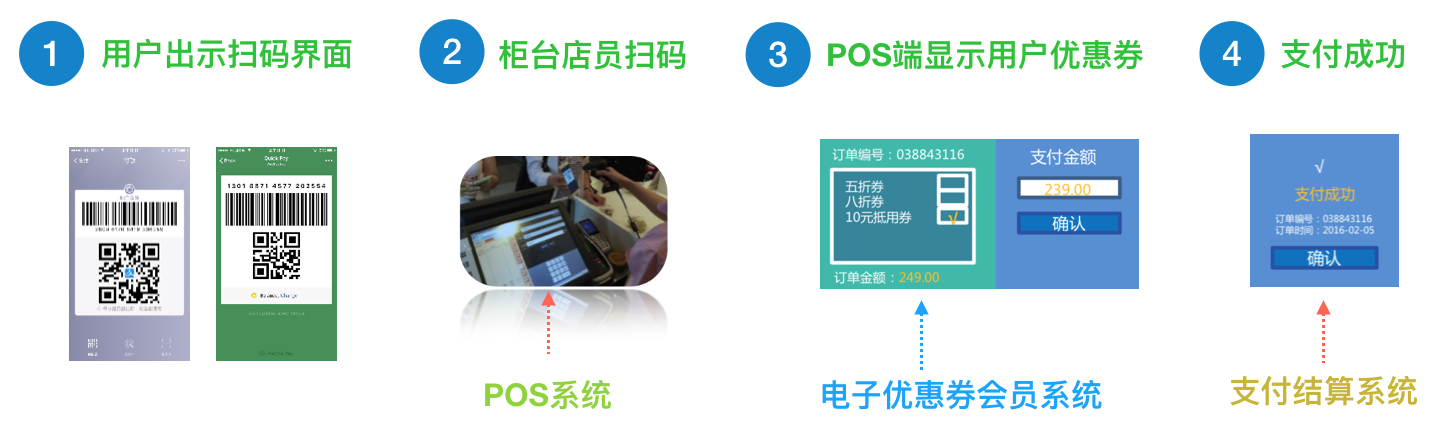 1 用户出示扫码界面
2 柜台店员扫码
3 POS端显示用户优惠券
4 支付成功
Quick Pay
1301 8871 4577 202554
订单编号：038843116
五折券
八折券
10元抵用券 √
订单金额：249.00
支付金额
239.00
确认
√
支付成功
订单编号：038843116
订单时间：2016-02-05
确认
POS系统
电子优惠券会员系统
支付结算系统